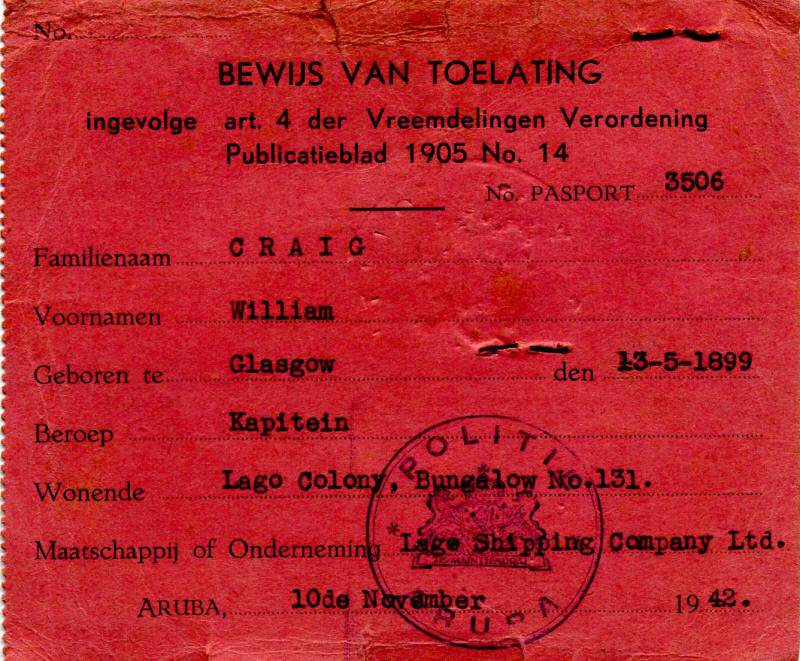 No.
BEWIJS VAN TOELATING
ingevolge art. 4 der Vreemdelingen Verordening
Publicatieblad 1905 No. 14
No. PASPORT 3506
Familienaam CRAIG
Voornamen William
Geboren te Glasgow den 13-5-1899
Beroep Kapitein
Wonende Lago Colony, Bungalow No.131.
Maatschappij of Onderneming Lago Shipping Company Ltd.
ARUBA, 10de November 1942.
POLITIE
ARUBA